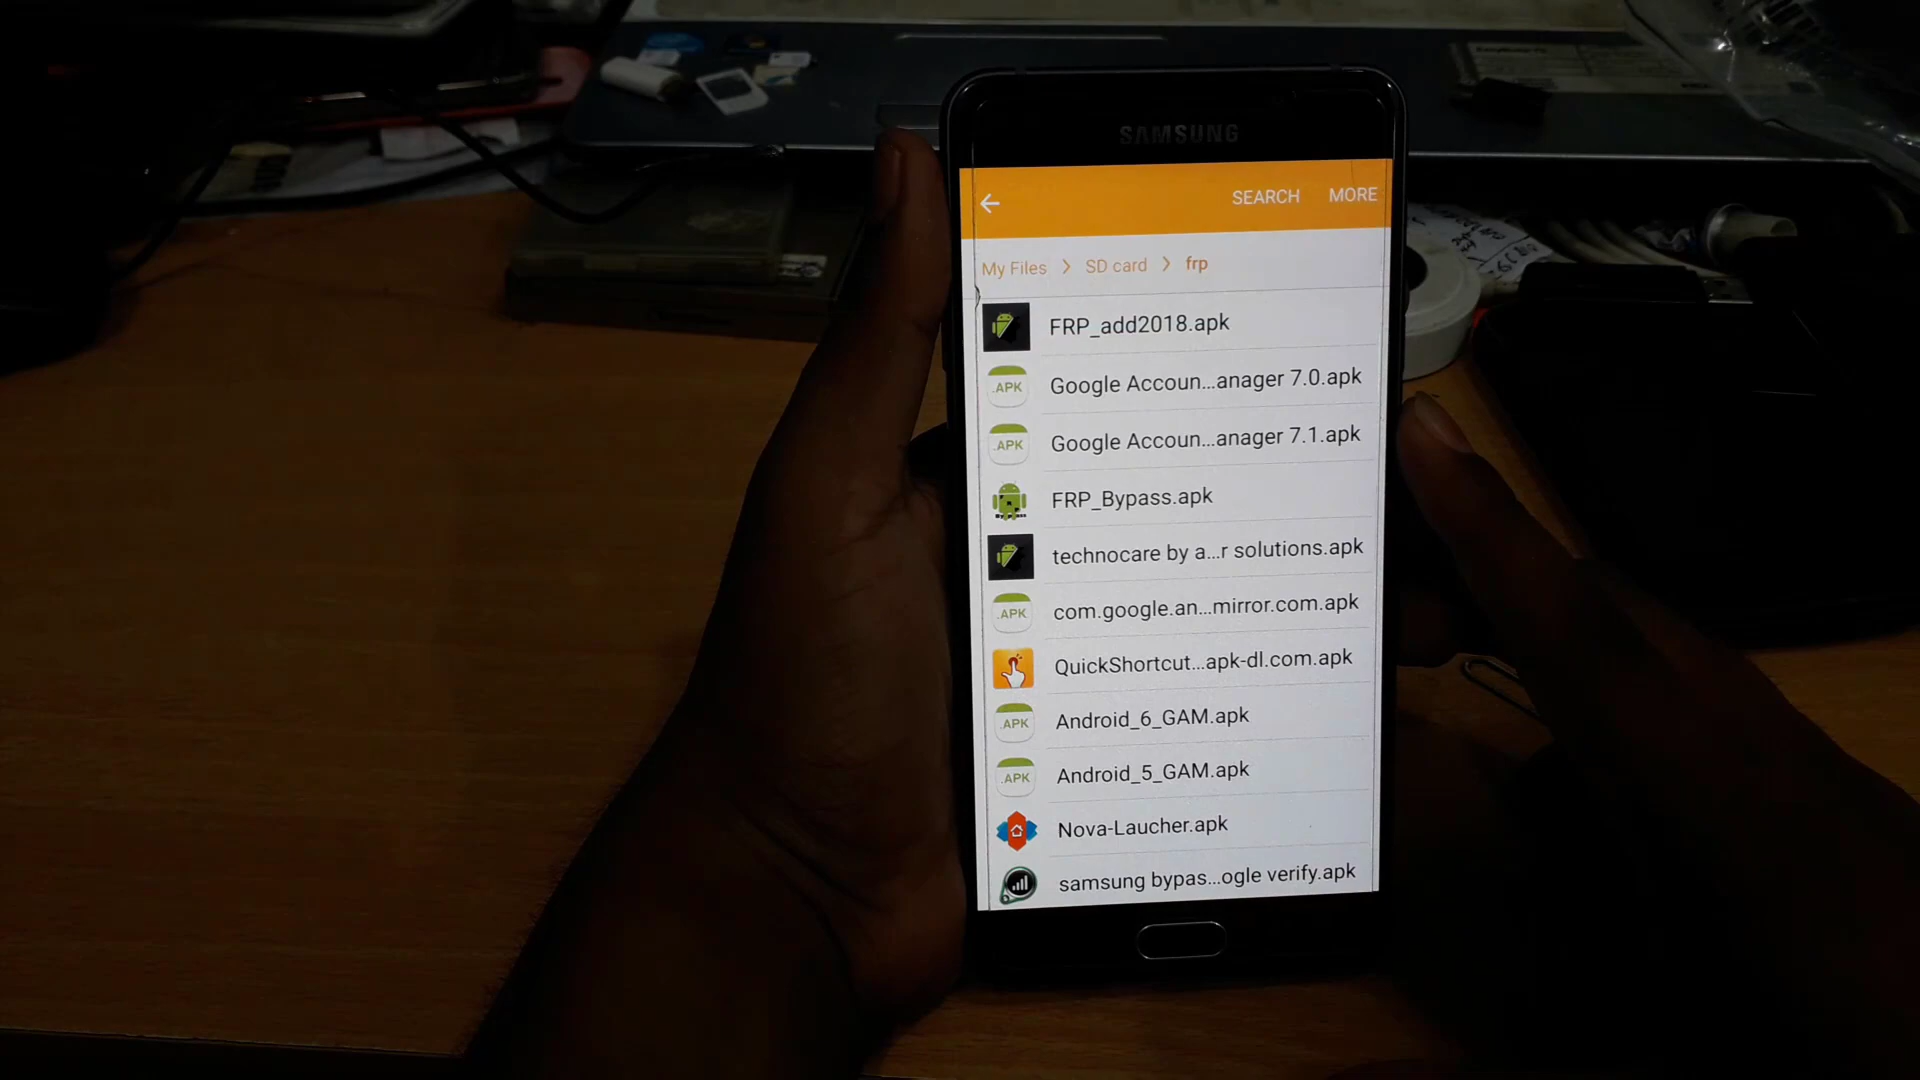 SAMSUNG
SEARCH MORE
My Files > SD card > frp
FRP_add2018.apk
.APK Google Accoun...anager 7.0.apk
.APK Google Accoun...anager 7.1.apk
FRP_Bypass.apk
technocare by a...r solutions.apk
.APK com.google.an...mirror.com.apk
QuickShortcut...apk-dl.com.apk
.APK Android_6_GAM.apk
.APK Android_5_GAM.apk
Nova-Laucher.apk
samsung bypas...ogle verify.apk